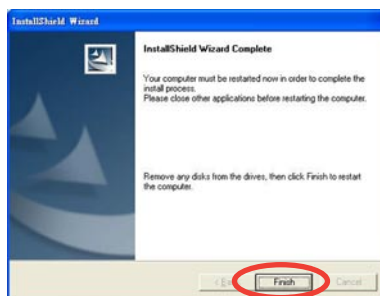 InstallShield Wizard
InstallShield Wizard Complete
Your computer must be restarted now in order to complete the
install process.
Please close other applications before restarting the computer.
Remove any disks from the drives, then click Finish to restart
the computer.
Finish Cancel